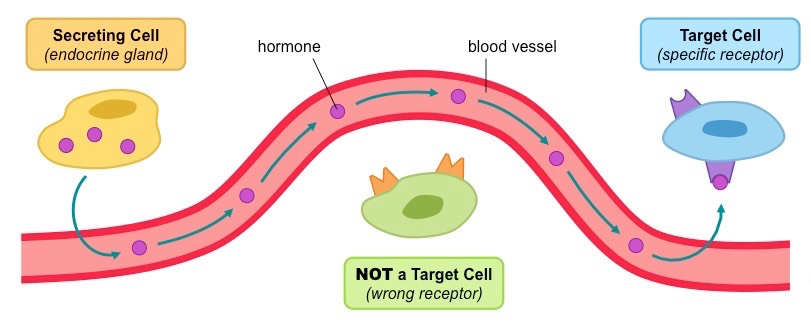 Secreting Cell
(endocrine gland)
hormone
blood vessel
Target Cell
(specific receptor)
NOT a Target Cell
(wrong receptor)